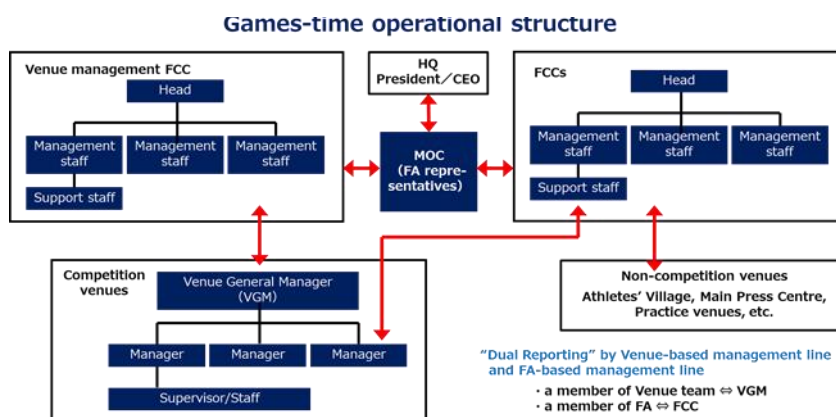 Games-time operational structure
Venue management FCC
Head
Management
staff
Management
staff
Management
staff
Support staff
HQ
President／CEO
MOC
(FA repre-
sentatives)
FCCs
Head
Management
staff
Management
staff
Management
staff
Support staff
Competition
venues
Venue General Manager
(VGM)
Manager
Manager
Manager
Supervisor/Staff
Non-competition venues
Athletes’ Village, Main Press Centre,
Practice venues, etc.
“Dual Reporting” by Venue-based management line
and FA-based management line
・a member of Venue team ⇔ VGM
・a member of FA ⇔ FCC